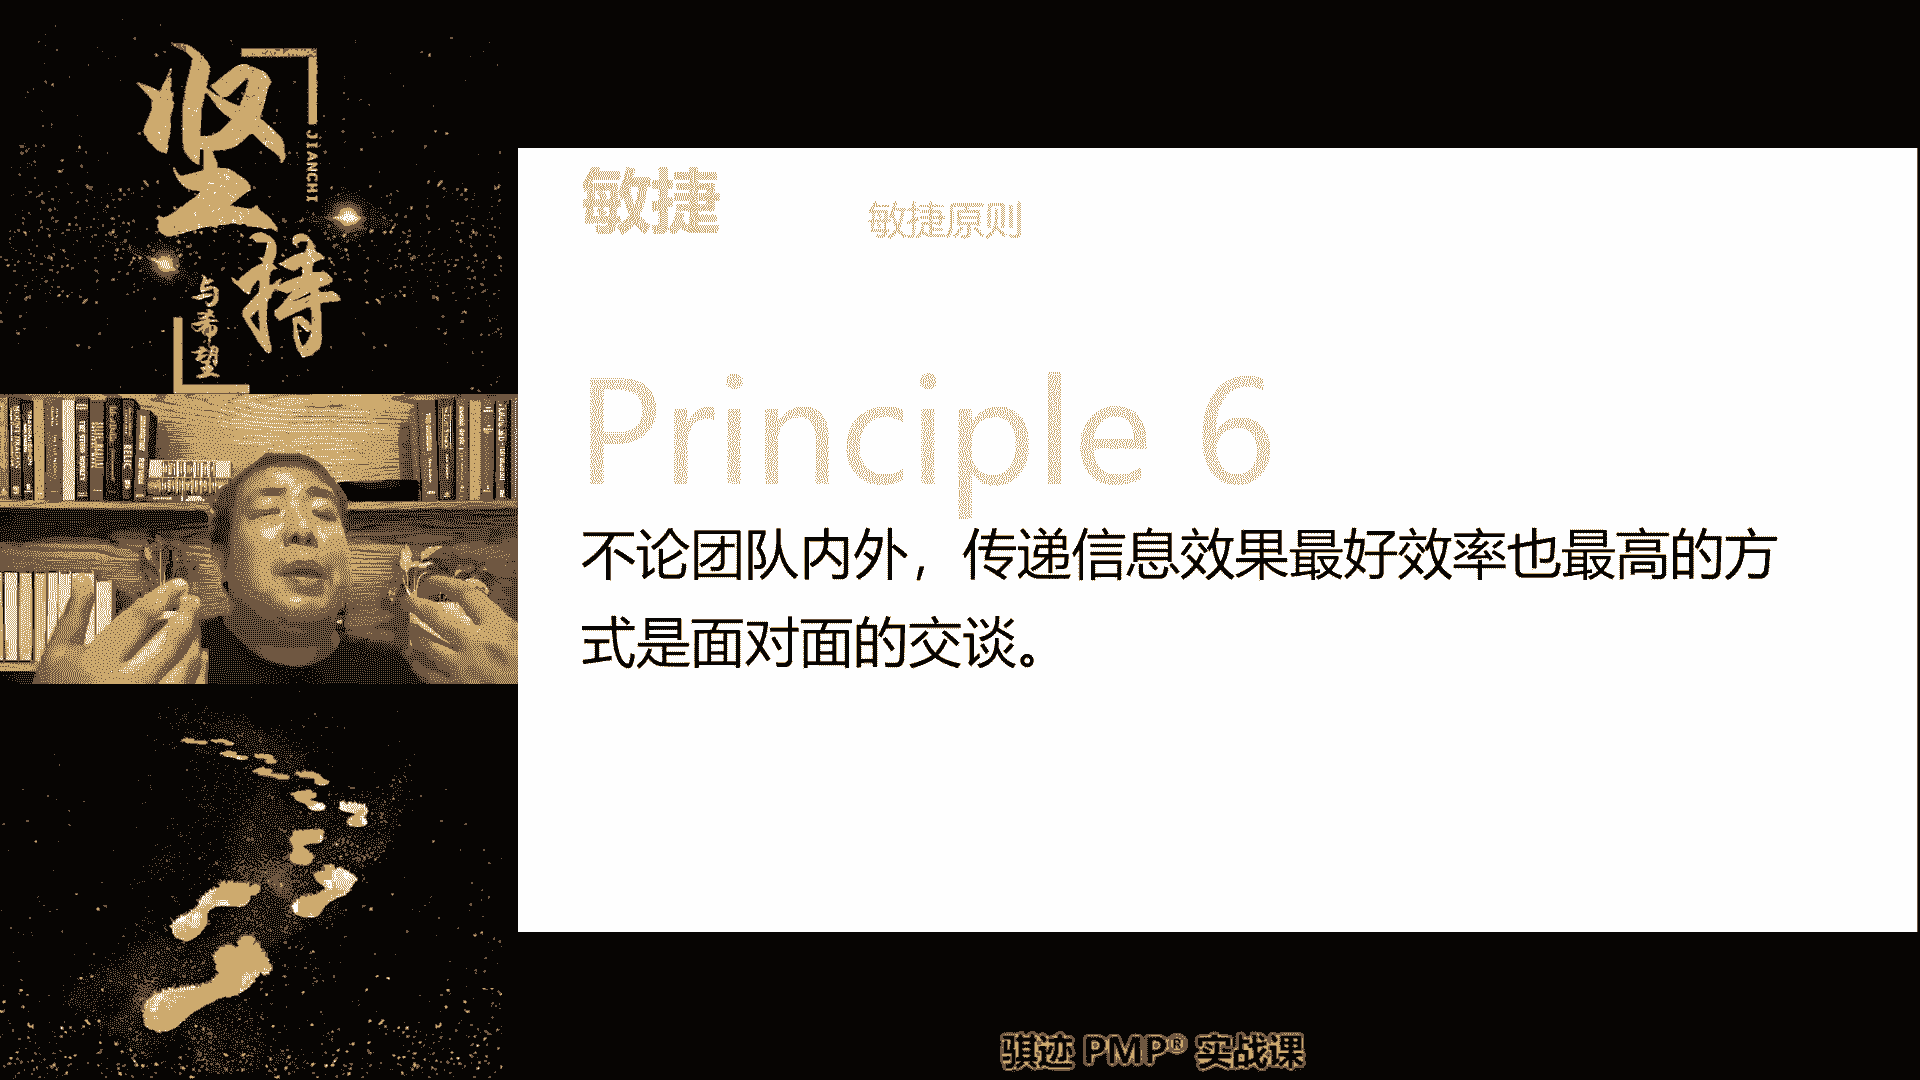 坚持
JIANCHI
与希望
敏捷
敏捷原则
Principle 6
不论团队内外，传递信息效果最好效率也最高的方
式是面对面的交谈。
骐迹 PMP® 实战课